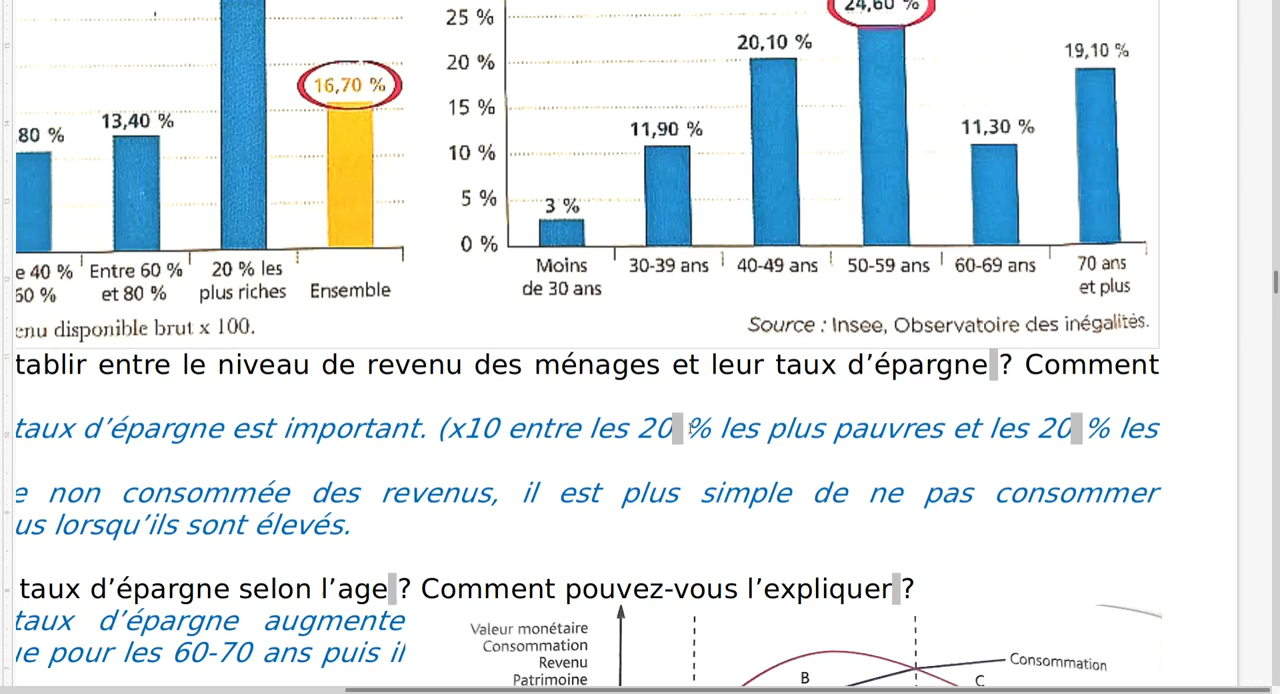 25 %
24,60 %
20,10 %
20 %
19,10 %
16,70 %
15 %
13,40 %
80 %
11,90 %
11,30 %
10 %
5 %
3 %
0 %
e 40 %
60 %
Entre 60 %
et 80 %
20 % les
plus riches
Ensemble
Moins
de 30 ans
30-39 ans
40-49 ans
50-59 ans
60-69 ans
70 ans
et plus
enu disponible brut x 100.
Source : Insee, Observatoire des inégalités.
tablir entre le niveau de revenu des ménages et leur taux d’épargne ? Comment
taux d’épargne est important. (x10 entre les 20 % les plus pauvres et les 20 % les
e non consommée des revenus, il est plus simple de ne pas consommer
us lorsqu’ils sont élevés.
taux d’épargne selon l’age ? Comment pouvez-vous l’expliquer ?
taux d’épargne augmente
ue pour les 60-70 ans puis il
Valeur monétaire
Consommation
Revenu
Patrimoine
Consommation
B
C